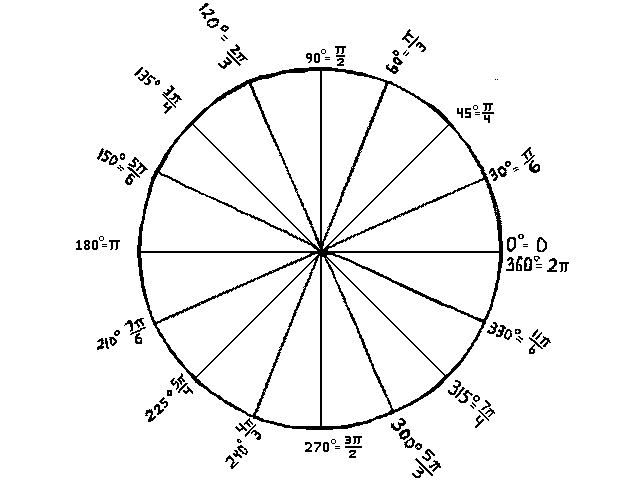 120° = 2π/3
90°= π/2
60° = π/3
135° 3π/4
45°= π/4
150° 5π/6
30° = π/6
180°=π
0°= 0
360°= 2π
210° 7π/6
330°= 11π/6
225° 5π/4
315°= 7π/4
240° 4π/3
270°= 3π/2
300° 5π/3